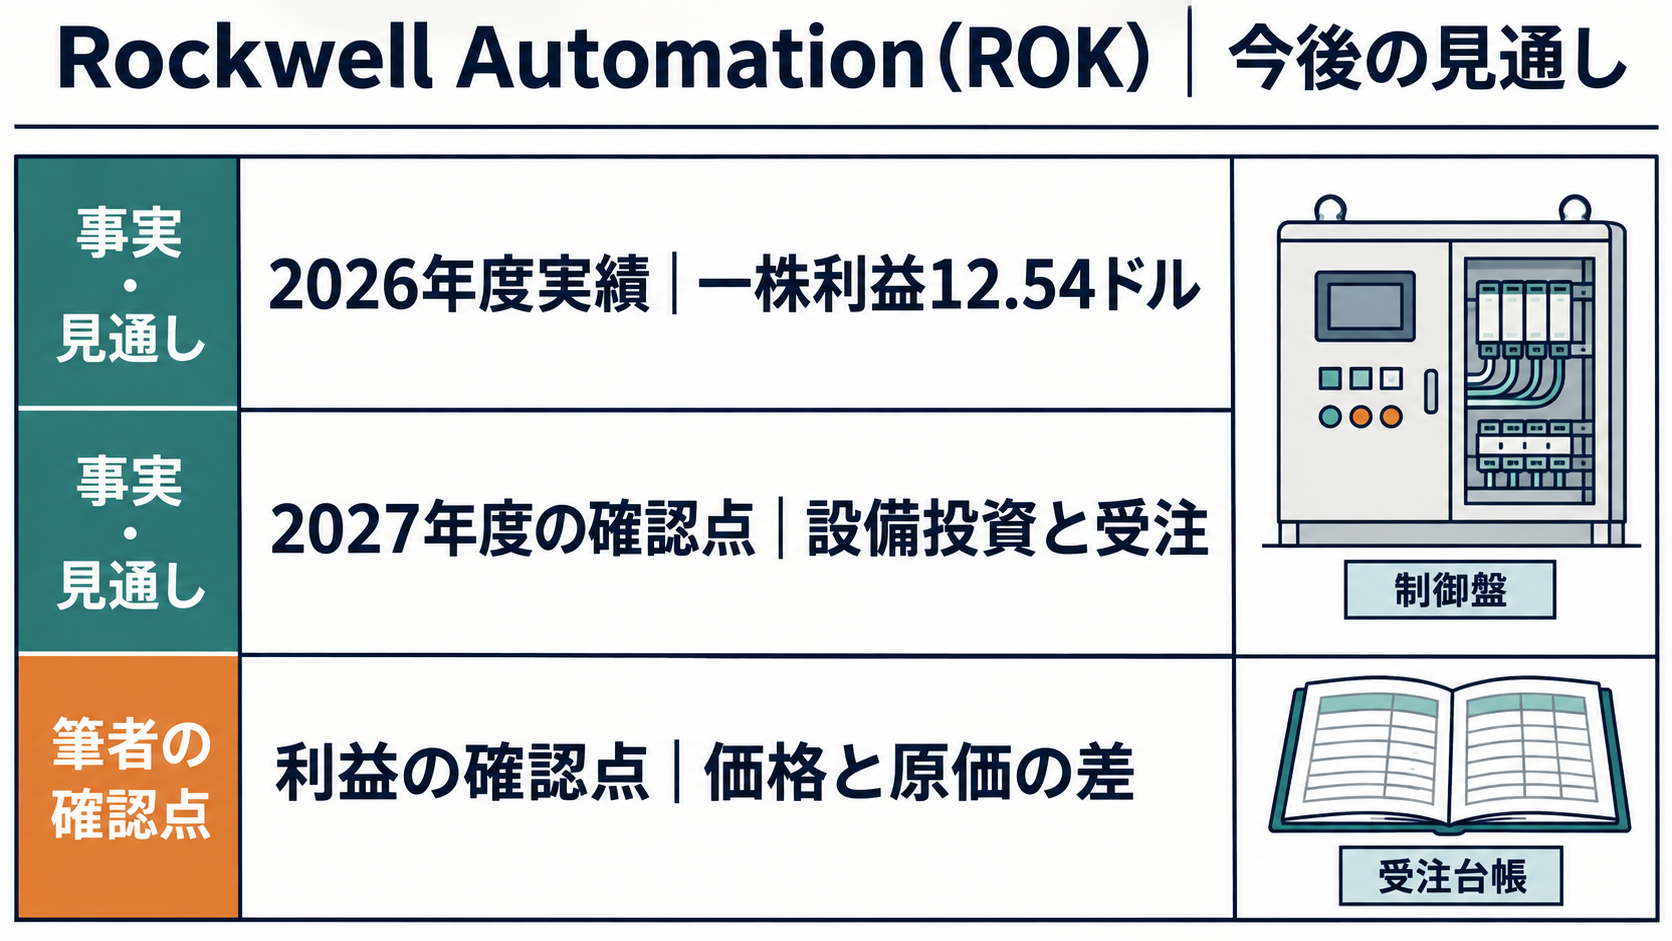 Rockwell Automation（ROK）｜今後の見通し
事実
・
見通し
2026年度実績｜一株利益12.54ドル
事実
・
見通し
2027年度の確認点｜設備投資と受注
制御盤
筆者の
確認点
利益の確認点｜価格と原価の差
受注台帳